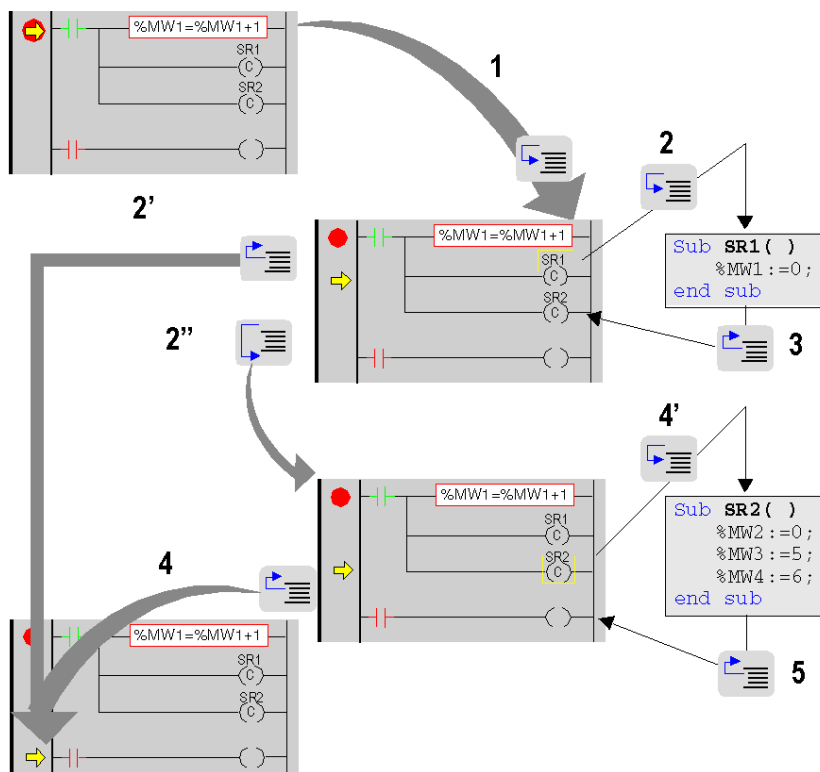 %MW1=%MW1+1
SR1
C
SR2
C
1
2
2'
%MW1=%MW1+1
SR1
C
SR2
C
Sub SR1( )
%MW1:=0;
end sub
3
2''
4'
%MW1=%MW1+1
SR1
C
SR2
C
Sub SR2( )
%MW2:=0;
%MW3:=5;
%MW4:=6;
end sub
4
5
%MW1=%MW1+1
SR1
C
SR2
C